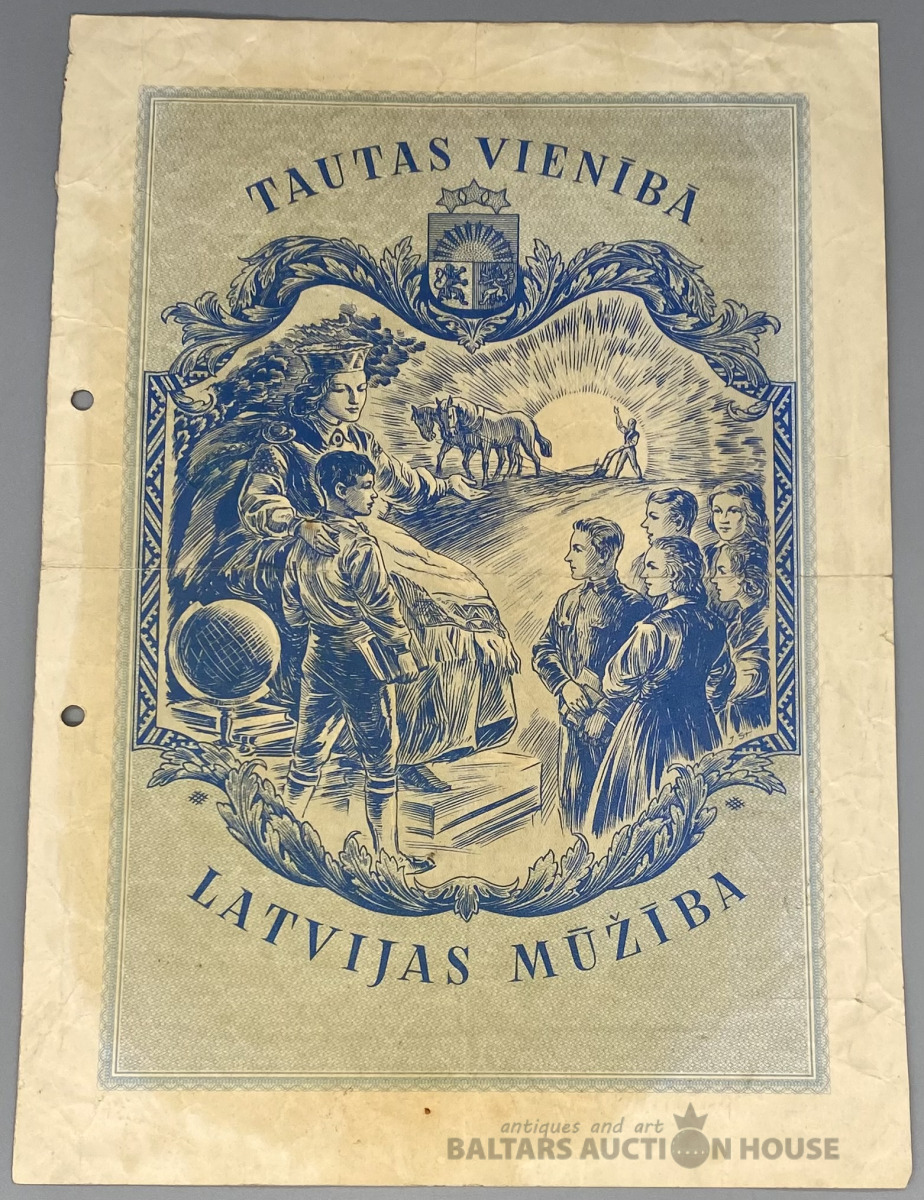 TAUTAS VIENĪBĀ
LATVIJAS MŪŽĪBA
antiques and art
BALTARS AUCTION HOUSE